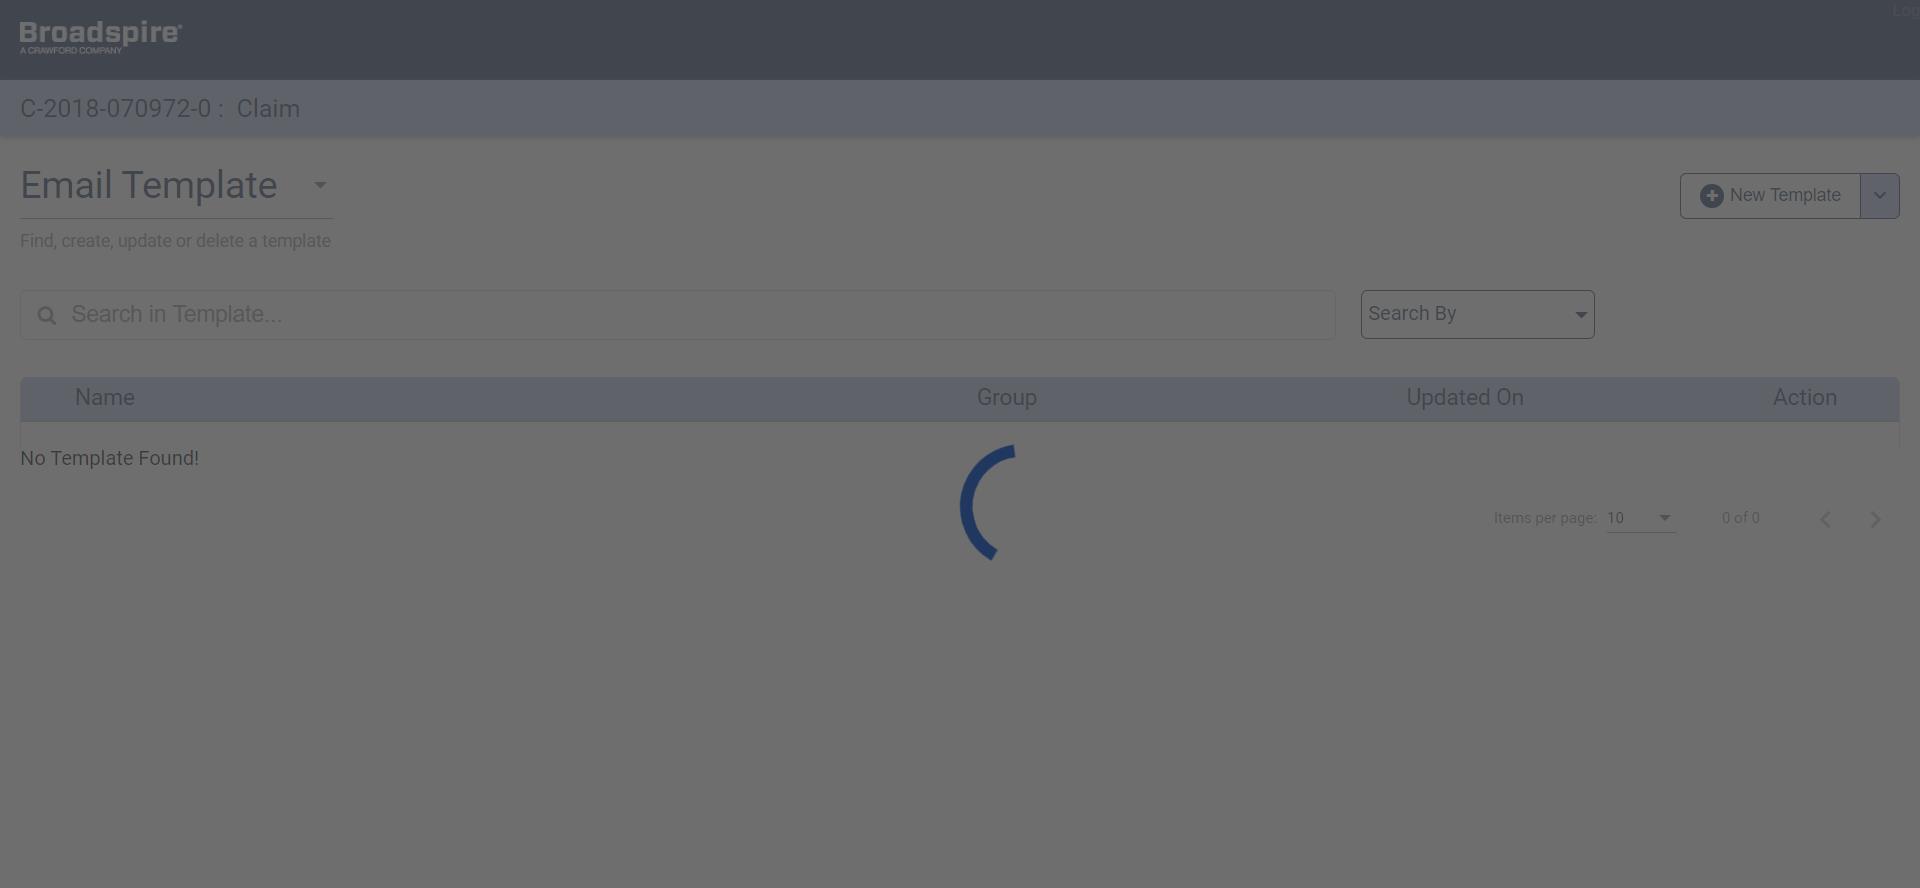 Log
Broadspire
A CRAWFORD COMPANY
C-2018-070972-0 : Claim
Email Template
New Template
Find, create, update or delete a template
Search in Template...
Search By
Name Group Updated On Action
No Template Found!
Items per page: 10 0 of 0